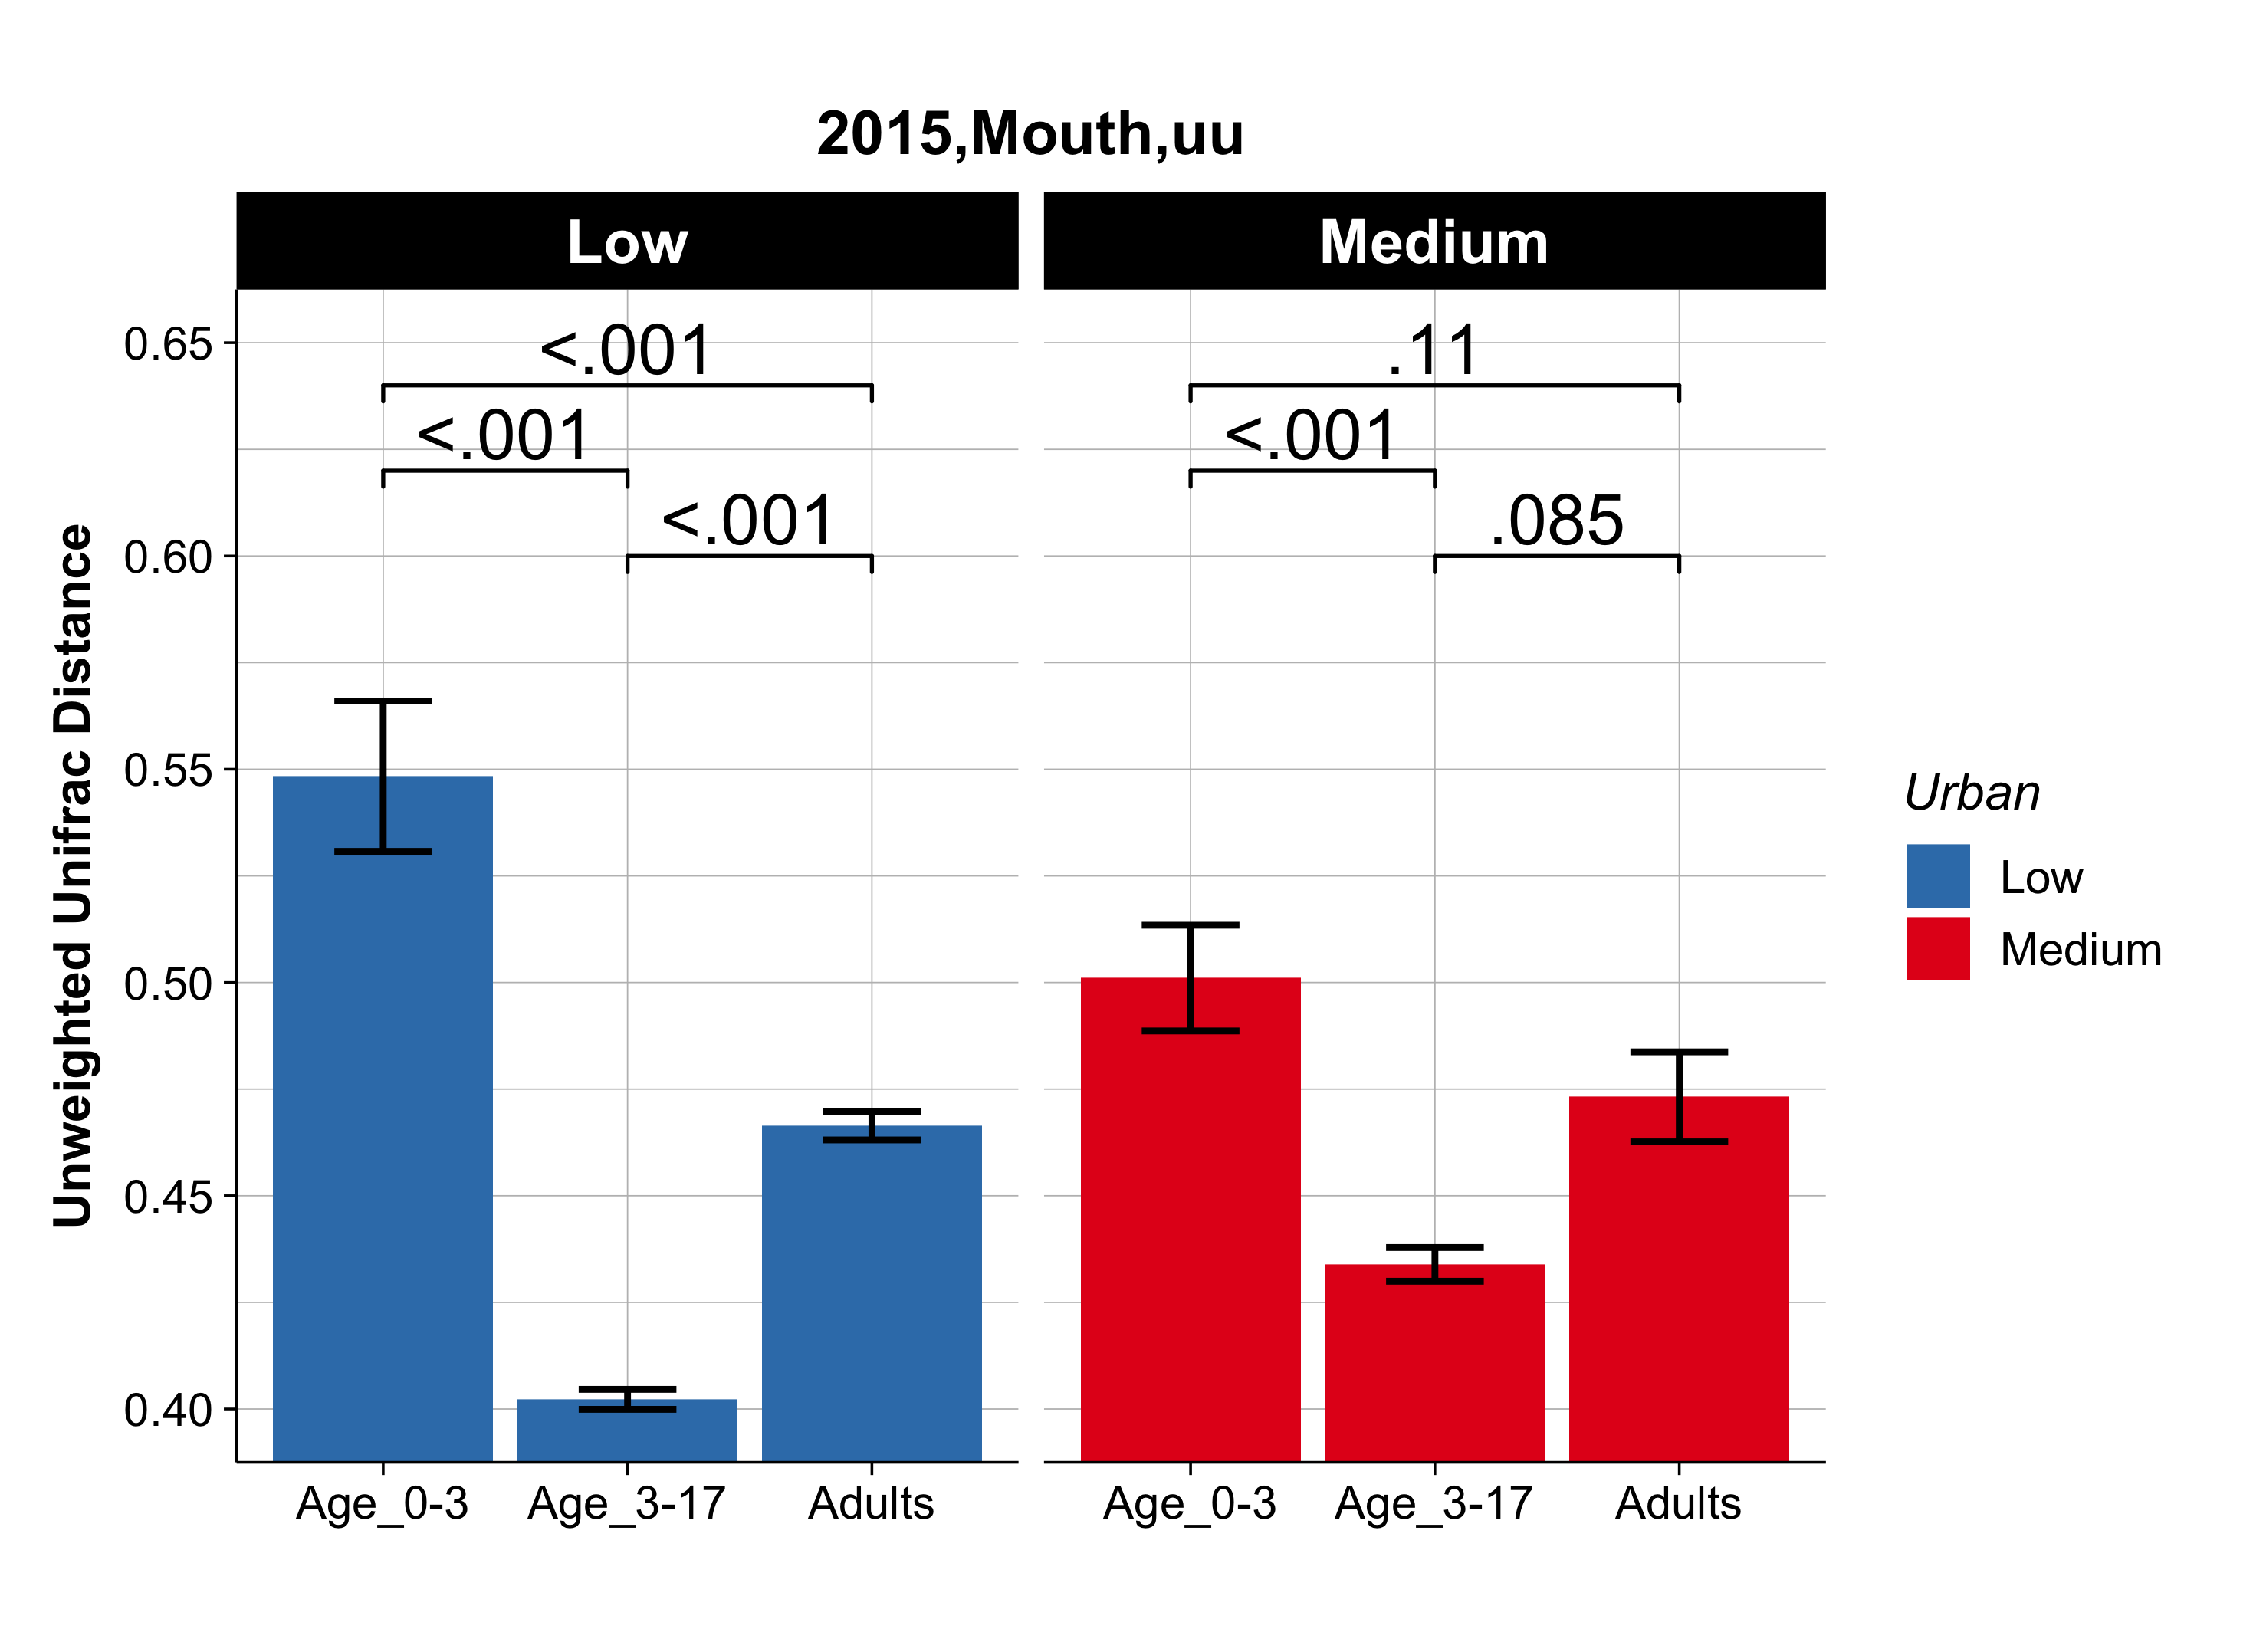 2015,Mouth,uu
Low
Medium
Unweighted Unifrac Distance
0.65
0.60
0.55
0.50
0.45
0.40
<.001
<.001
<.001
.11
<.001
.085
Age_0-3
Age_3-17
Adults
Age_0-3
Age_3-17
Adults
Urban
Low
Medium